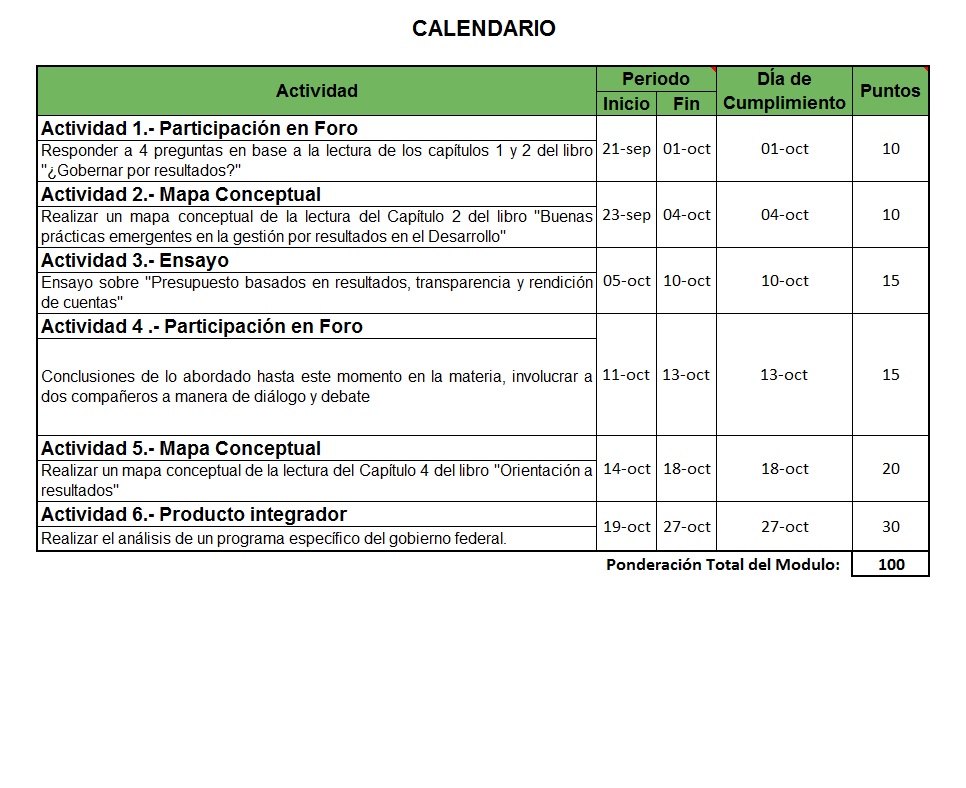 CALENDARIO
Actividad
Periodo
Día de
Puntos
Inicio Fin
Cumplimiento
Actividad 1.- Participación en Foro
Responder a 4 preguntas en base a la lectura de los capítulos 1 y 2 del libro
"¿Gobernar por resultados?"
21-sep 01-oct 01-oct 10
Actividad 2.- Mapa Conceptual
Realizar un mapa conceptual de la lectura del Capítulo 2 del libro "Buenas
prácticas emergentes en la gestión por resultados en el Desarrollo"
23-sep 04-oct 04-oct 10
Actividad 3.- Ensayo
Ensayo sobre "Presupuesto basados en resultados, transparencia y rendición
de cuentas"
05-oct 10-oct 10-oct 15
Actividad 4 .- Participación en Foro
Conclusiones de lo abordado hasta este momento en la materia, involucrar a
dos compañeros a manera de diálogo y debate
11-oct 13-oct 13-oct 15
Actividad 5.- Mapa Conceptual
Realizar un mapa conceptual de la lectura del Capítulo 4 del libro "Orientación a
resultados"
14-oct 18-oct 18-oct 20
Actividad 6.- Producto integrador
Realizar el análisis de un programa específico del gobierno federal.
19-oct 27-oct 27-oct 30
Ponderación Total del Modulo: 100